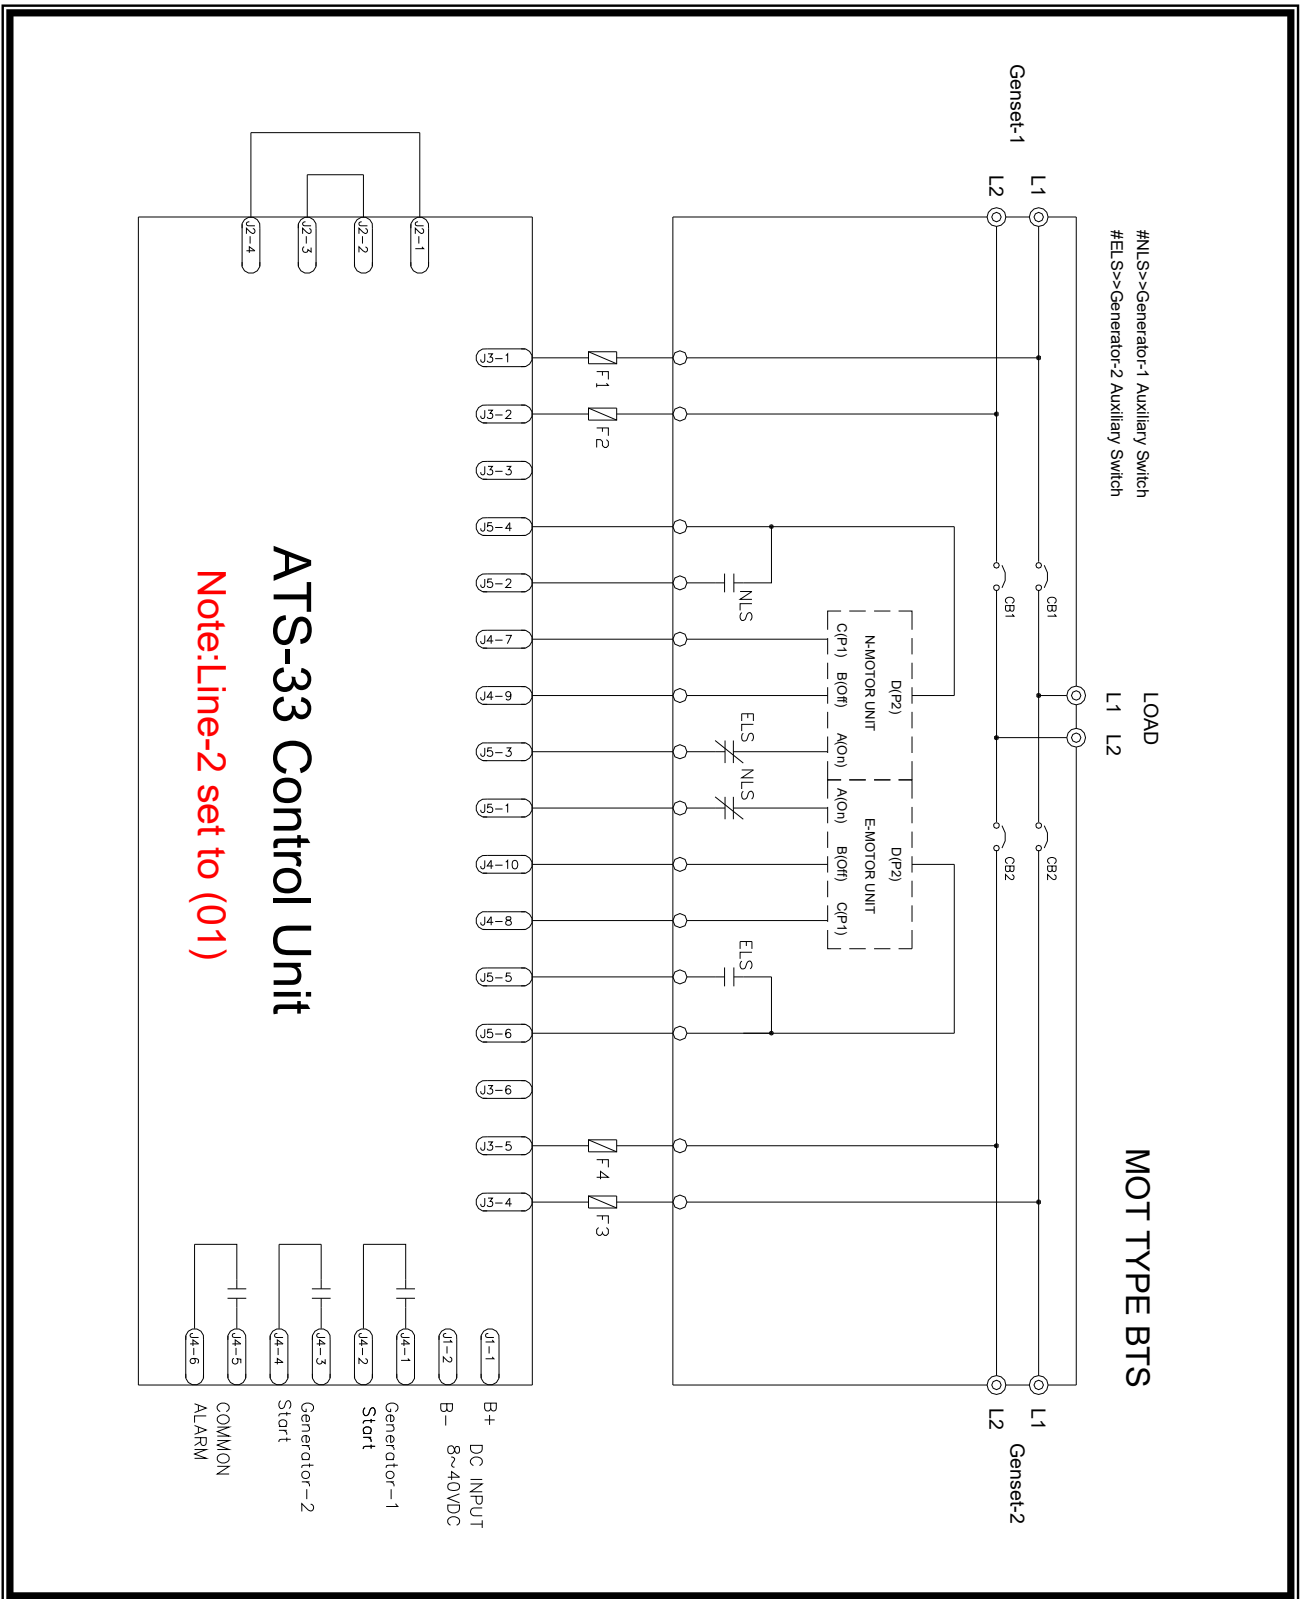 MOT TYPE BTS
Genset-1
L1
L2
#NLS>>Generator-1 Auxiliary Switch
#ELS>>Generator-2 Auxiliary Switch
LOAD
L1 L2
CB1
CB1
CB2
CB2
L1
L2
Genset-2
D(P2)
N-MOTOR UNIT
C(P1) B(Off) A(On)
D(P2)
E-MOTOR UNIT
A(On) B(Off) C(P1)
NLS
ELS
NLS
ELS
F1
F2
F4
F3
J3-1
J3-2
J3-3
J5-4
J5-2
J4-7
J4-9
J5-3
J5-1
J4-10
J4-8
J5-5
J5-6
J3-6
J3-5
J3-4
J2-1
J2-2
J2-3
J2-4
ATS-33 Control Unit
Note:Line-2 set to (01)
J1-1
J1-2
J4-1
J4-2
J4-3
J4-4
J4-5
J4-6
B+ DC INPUT
B- 8~40VDC
Generator-1
Start
Generator-2
Start
COMMON
ALARM